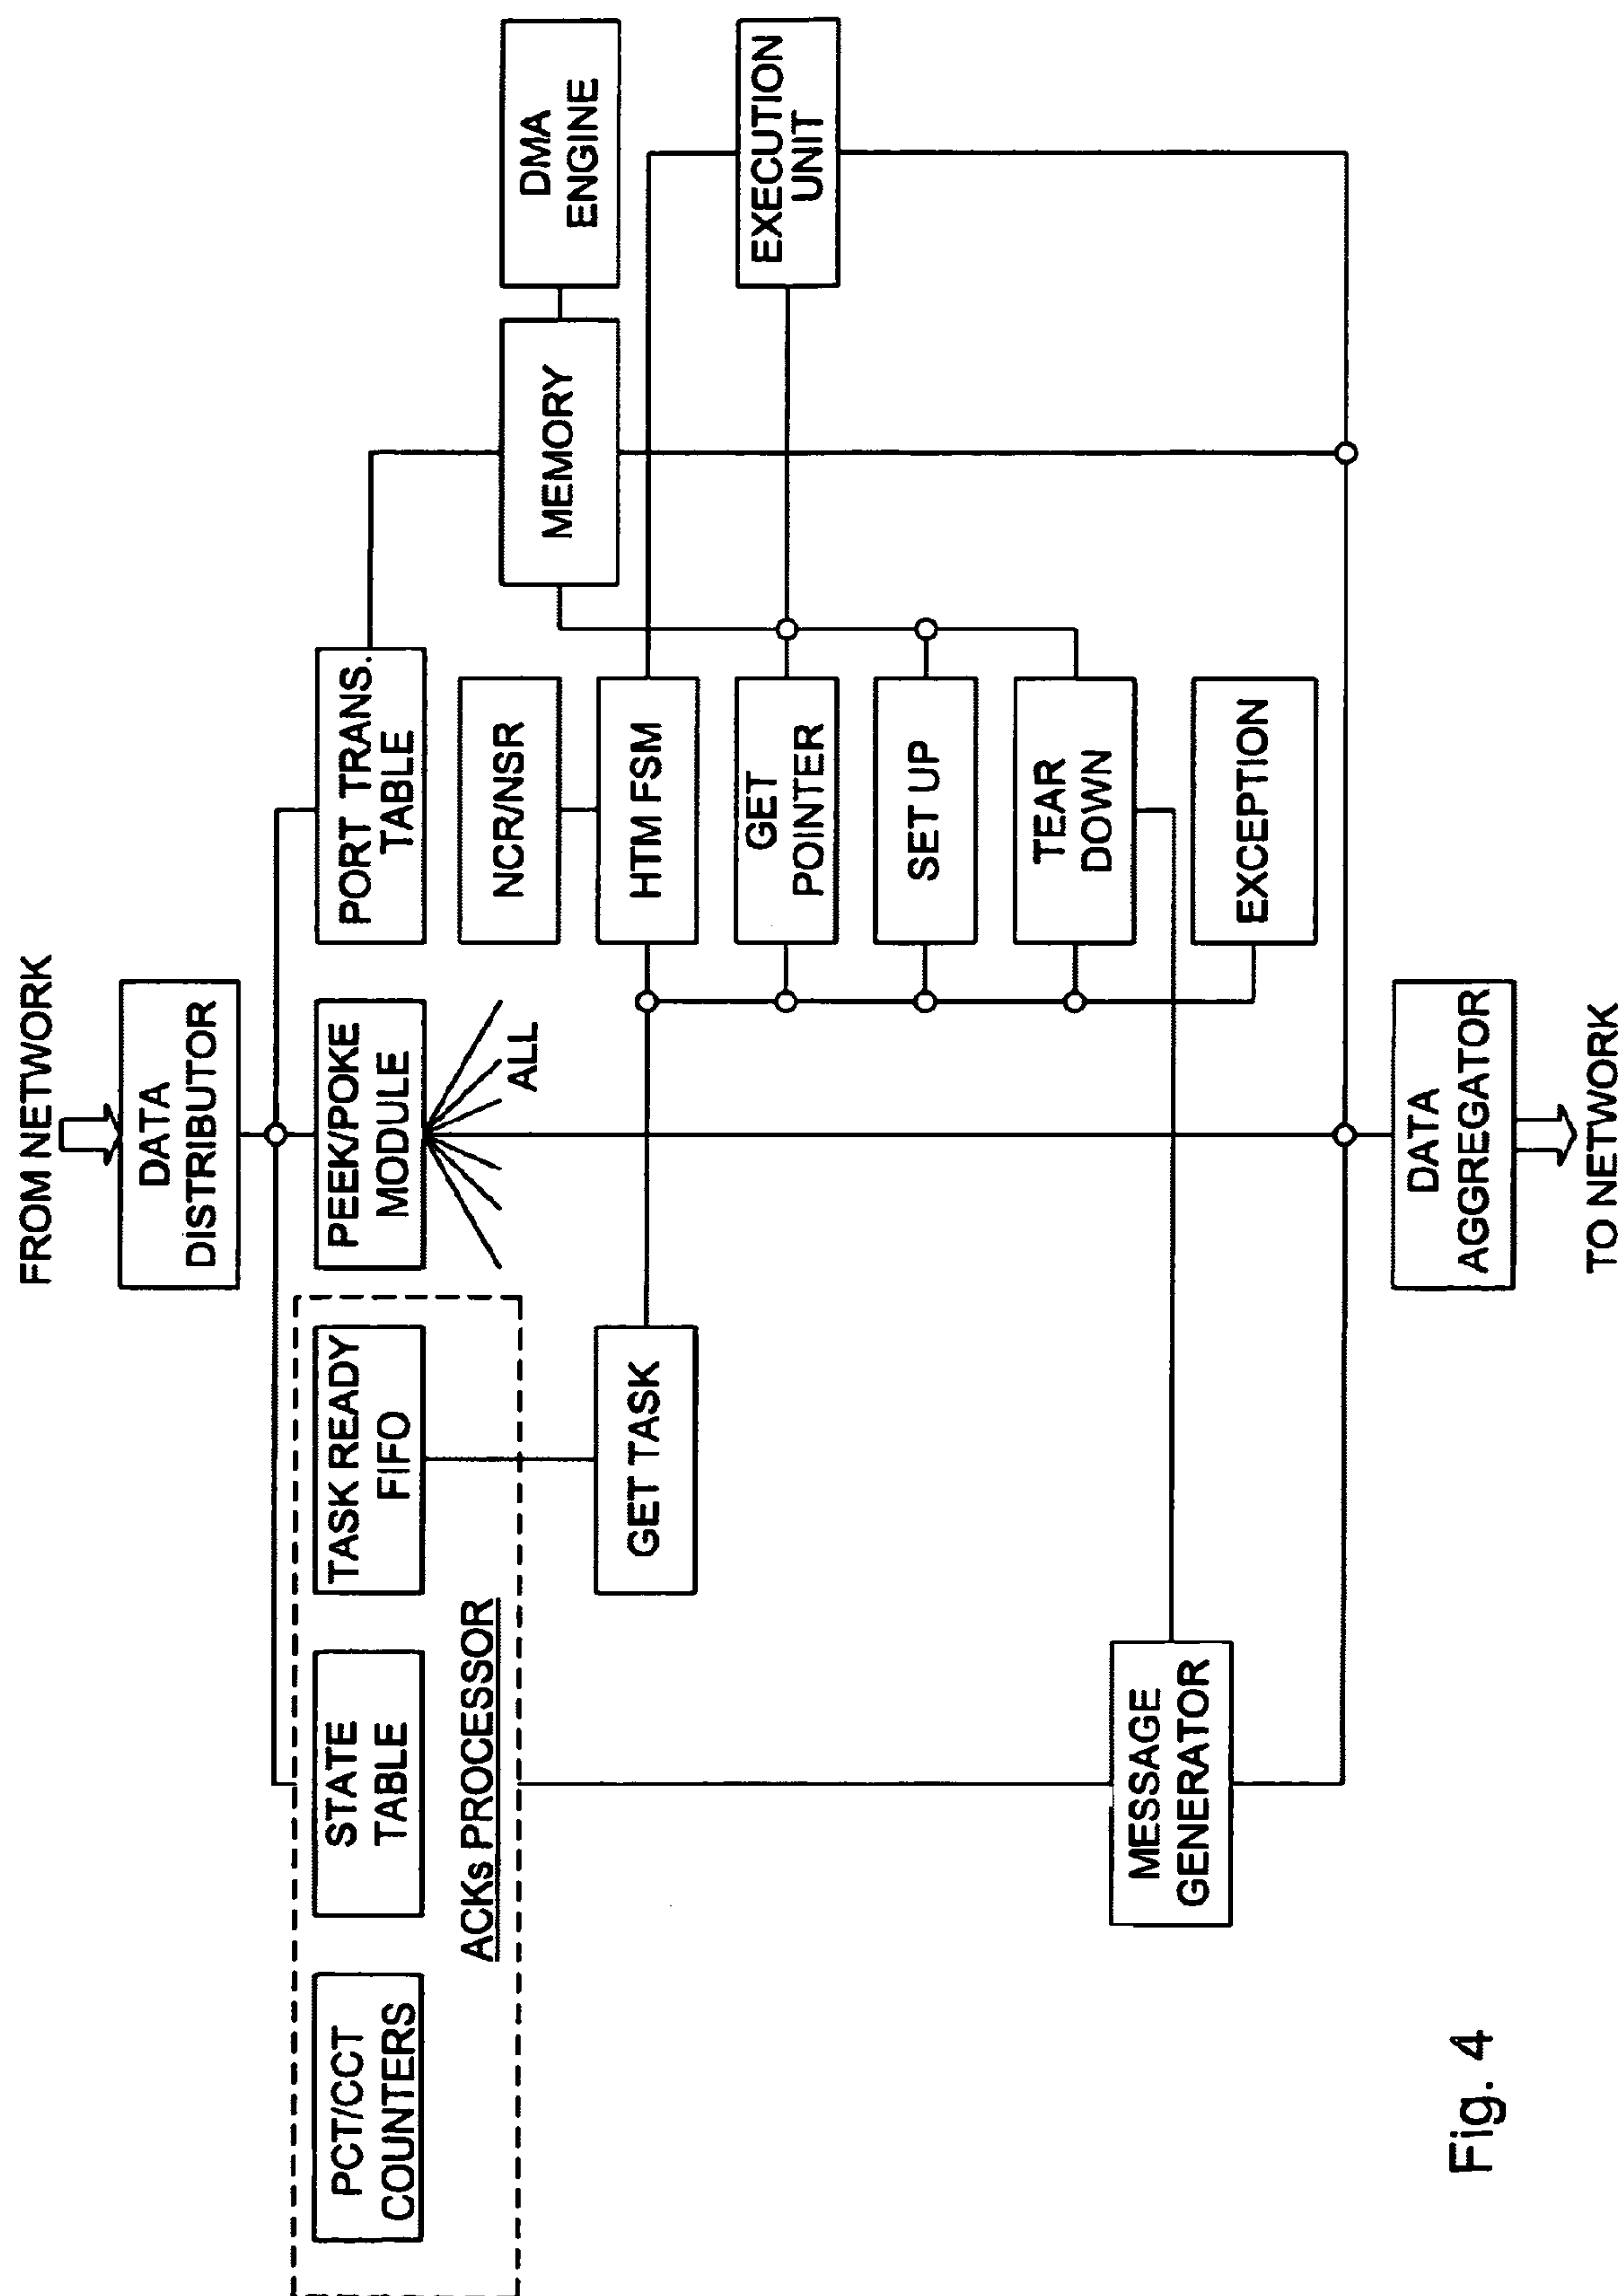 FROM NETWORK
DATA
DISTRIBUTOR
PCT/CCT
COUNTERS
STATE
TABLE
TASK READY
FIFO
ACKs PROCESSOR
PEEK/POKE
MODULE
ALL
PORT TRANS.
TABLE
NCR/NSR
MEMORY
DMA
ENGINE
GET TASK
HTM FSM
GET
POINTER
EXECUTION
UNIT
SET UP
TEAR
DOWN
EXCEPTION
MESSAGE
GENERATOR
DATA
AGGREGATOR
TO NETWORK
Fig. 4